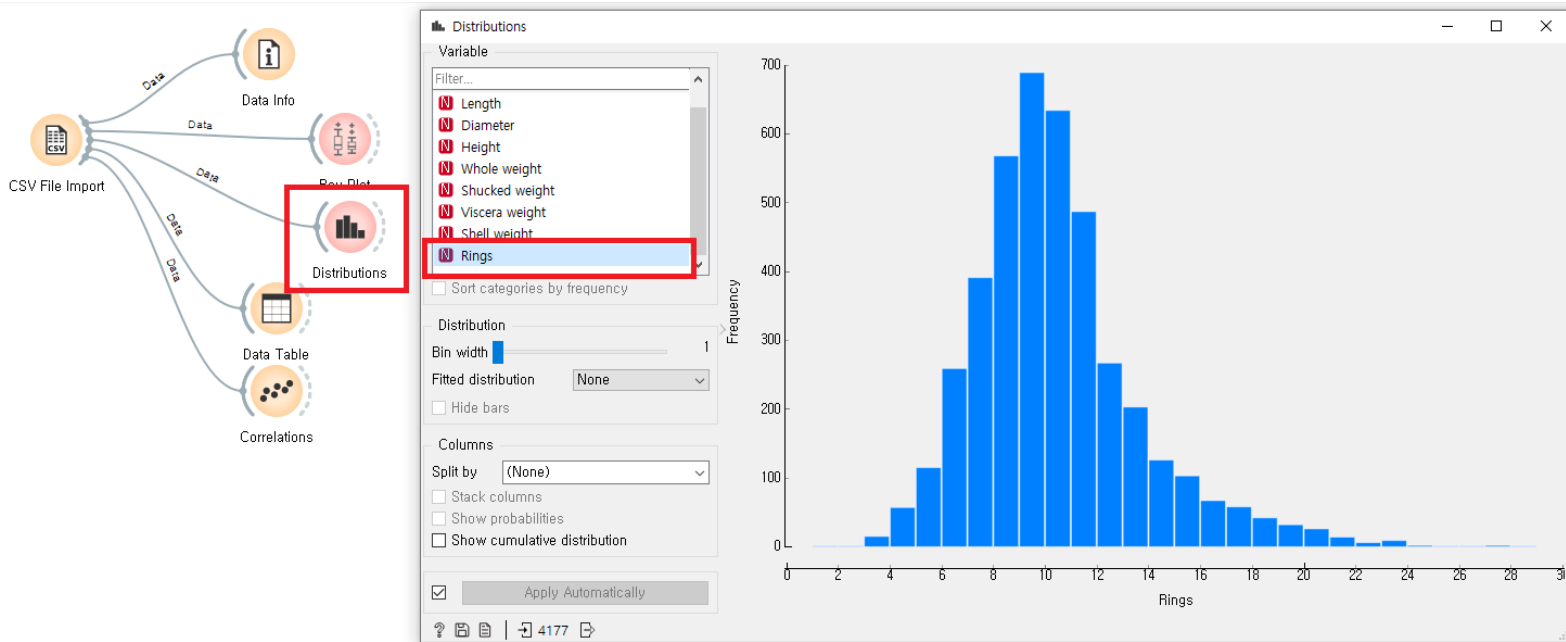 Data
Data Info
Data
CSV
CSV File Import
Data
Box Plot
Distributions
Data
Data Table
Data
Correlations
Distributions
Variable
Filter...
N Length
N Diameter
N Height
N Whole weight
N Shucked weight
N Viscera weight
N Shell weight
N Rings
Sort categories by frequency
Distribution
Bin width 1
Fitted distribution None
Hide bars
Columns
Split by (None)
Stack columns
Show probabilities
Show cumulative distribution
Apply Automatically
? 4177
Frequency
700
600
500
400
300
200
100
0
0 2 4 6 8 10 12 14 16 18 20 22 24 26 28
Rings